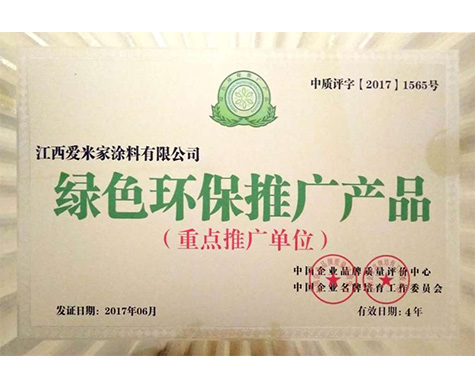 中质评字【2017】1565号
江西爱米家涂料有限公司
绿色环保推广产品
（重点推广单位）
中国企业品牌质量评价中心
中国企业名牌培育工作委员会
发证日期：2017年06月
有效日期：4年